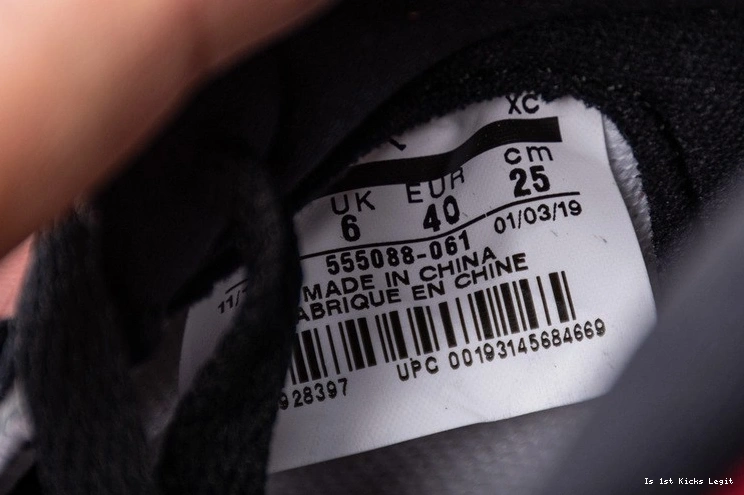 XC
UK EUR cm
6 40 25
01/03/19
555088-061
MADE IN CHINA
ABRIQUE EN CHINE
928397 UPC 00193145684669
Is 1st Kicks Legit